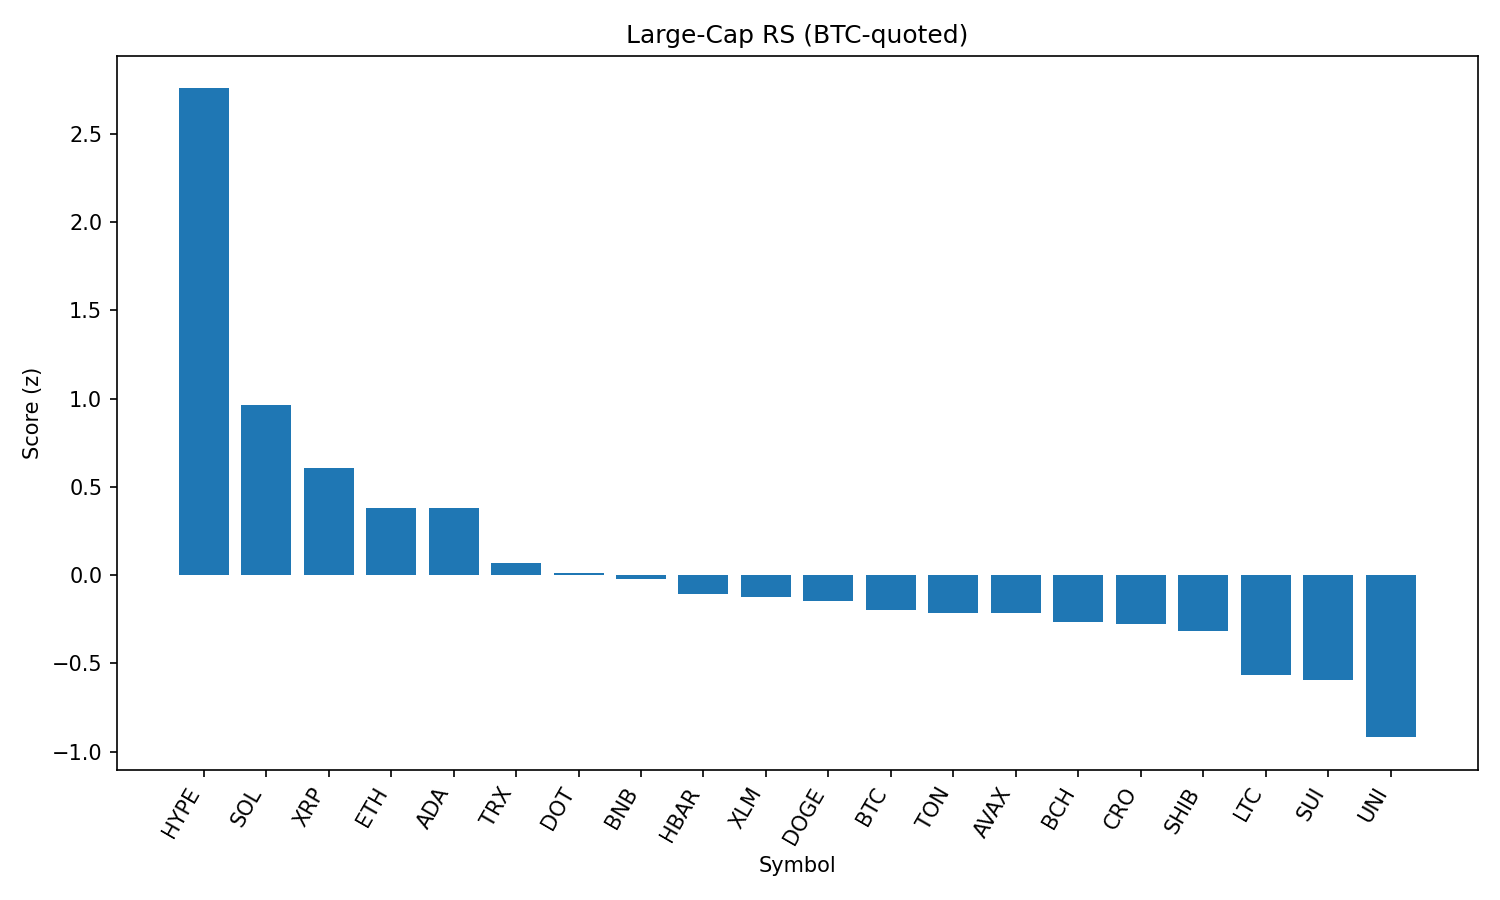 Large-Cap RS (BTC-quoted)
Score (z)
2.5
2.0
1.5
1.0
0.5
0.0
−0.5
−1.0
HYPE
SOL
XRP
ETH
ADA
TRX
DOT
BNB
HBAR
XLM
DOGE
BTC
TON
AVAX
BCH
CRO
SHIB
LTC
SUI
UNI
Symbol